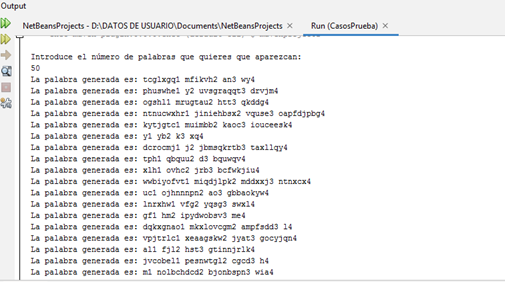 Output
NetBeansProjects - D:\DATOS DE USUARIO\Documents\NetBeansProjects × Run (CasosPrueba) ×
Introduce el número de palabras que quieres que aparezcan:
50
La palabra generada es: tcglxgq1 mfikvh2 an3 wy4
La palabra generada es: phuswhe1 y2 uvsgraqqt3 drvjm4
La palabra generada es: ogshl1 mrugtau2 htt3 qkddg4
La palabra generada es: ntnucwxhr1 jiniehbsx2 vquse3 oapfdjpbg4
La palabra generada es: kytjgtc1 muimbb2 kacc3 iouceesk4
La palabra generada es: y1 yb2 k3 xq4
La palabra generada es: dcrocmj1 j2 jbmsqkrtb3 taxllqy4
La palabra generada es: tph1 qbquu2 d3 bquwqv4
La palabra generada es: xlh1 ovhc2 jrb3 bcfwkjiu4
La palabra generada es: wwbiyofvt1 miqdjlpk2 mddxxj3 ntnxcx4
La palabra generada es: uc1 ojhnnnpn2 ao3 gbbaokyw4
La palabra generada es: lnrxhw1 vfg2 yqsg3 swxl4
La palabra generada es: gf1 hm2 ipydwobsv3 me4
La palabra generada es: dqkxgnao1 mkxlovcgm2 ampfsdd3 l4
La palabra generada es: vpjtrlc1 xeaagskw2 jyat3 gocyjqn4
La palabra generada es: al1 fjl2 hst3 gtinnjrlk4
La palabra generada es: jvcobel1 pesnwtgl2 cgcd3 h4
La palabra generada es: m1 nolbchdcd2 bjonbspn3 wia4